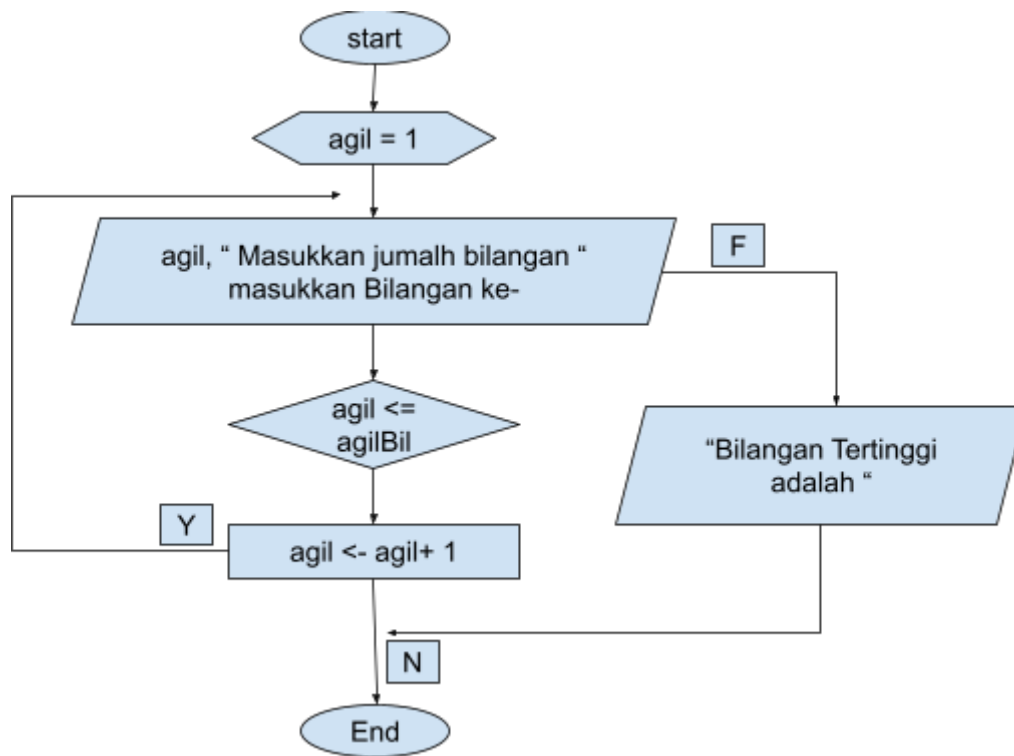 start
agil = 1
agil, “ Masukkan jumalh bilangan “
masukkan Bilangan ke-
F
agil <=
agilBil
“Bilangan Tertinggi
adalah “
Y
agil <- agil+ 1
N
End